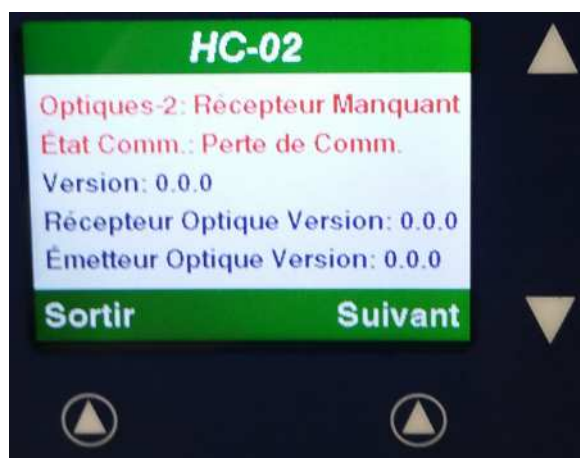 HC-02
Optiques-2: Récepteur Manquant
État Comm.: Perte de Comm.
Version: 0.0.0
Récepteur Optique Version: 0.0.0
Émetteur Optique Version: 0.0.0
Sortir Suivant